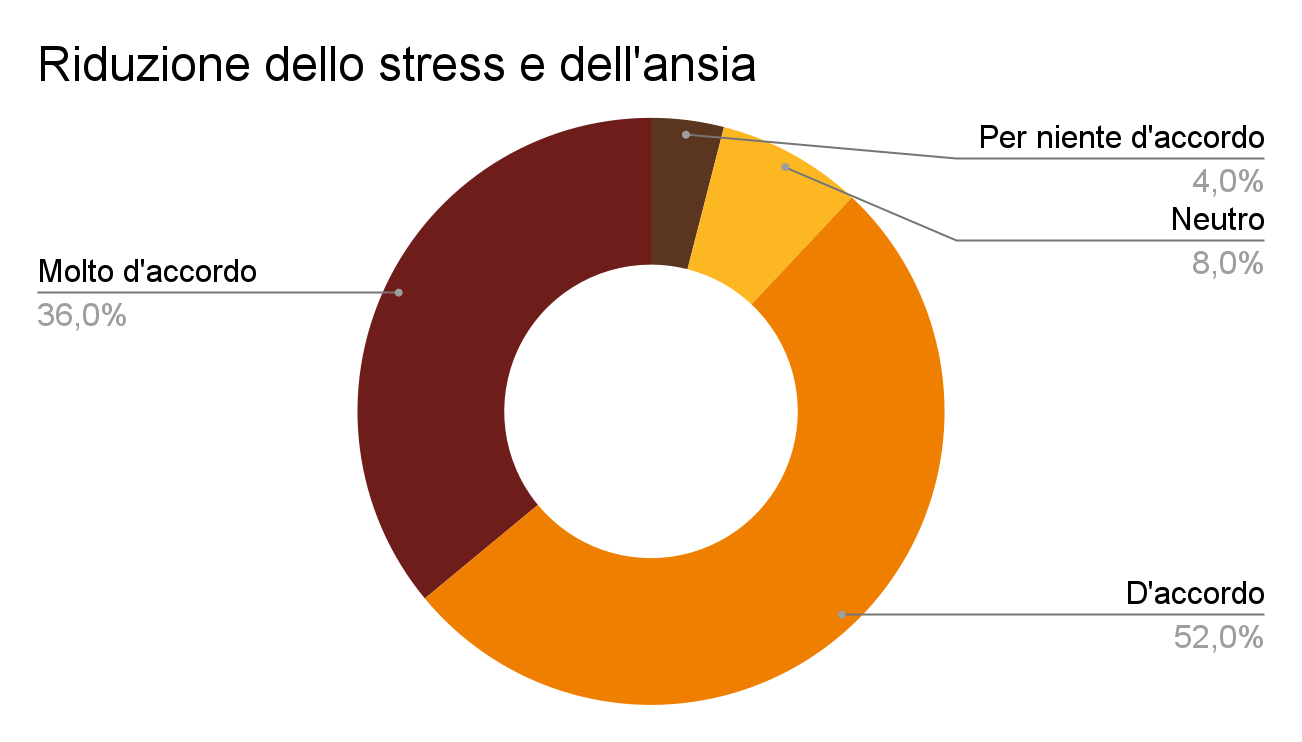 Riduzione dello stress e dell'ansia
Per niente d'accordo
4,0%
Neutro
8,0%
Molto d'accordo
36,0%
D'accordo
52,0%